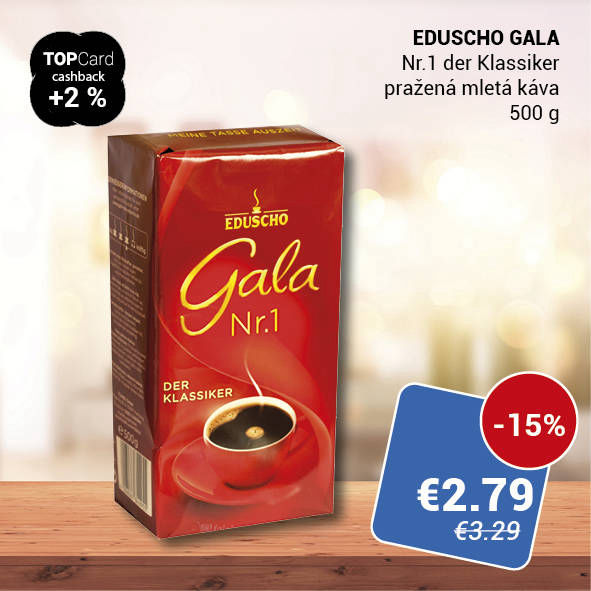 TOPCard
cashback
+2 %
EDUSCHO GALA
Nr.1 der Klassiker
pražená mletá káva
500 g
MEINE TASSE AUSZEIT
EDUSCHO
Gala
Nr.1
DER
KLASSIKER
℮500g
-15%
€2.79
€3.29